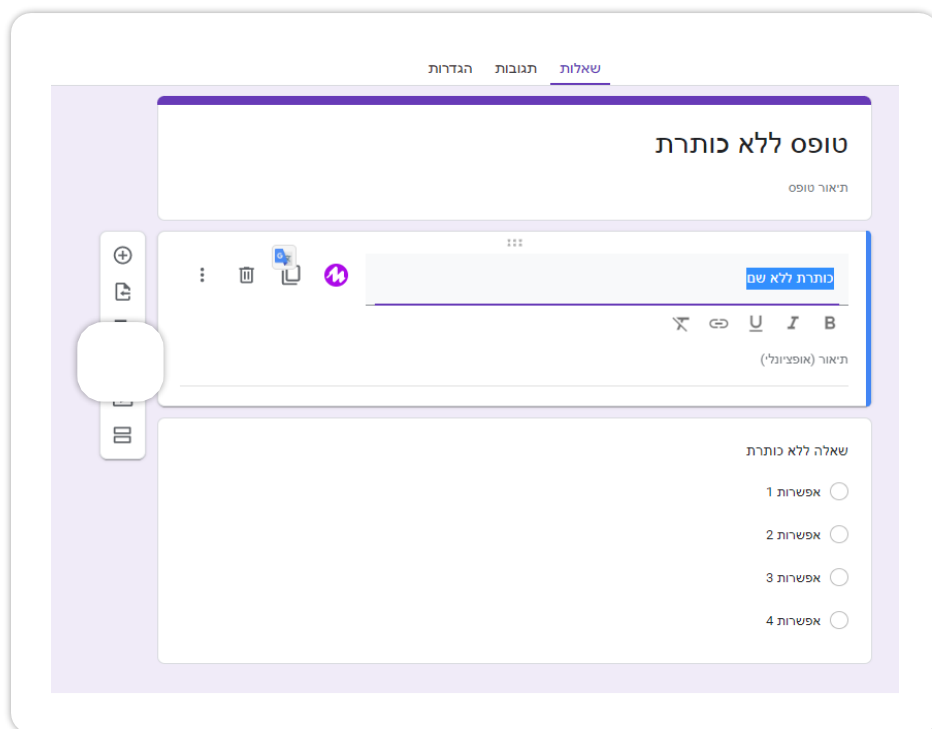 שאלות תגובות הגדרות
טופס ללא כותרת
תיאור טופס
כותרת ללא שם
B I U
תיאור (אופציונלי)
שאלה ללא כותרת
אפשרות 1
אפשרות 2
אפשרות 3
אפשרות 4